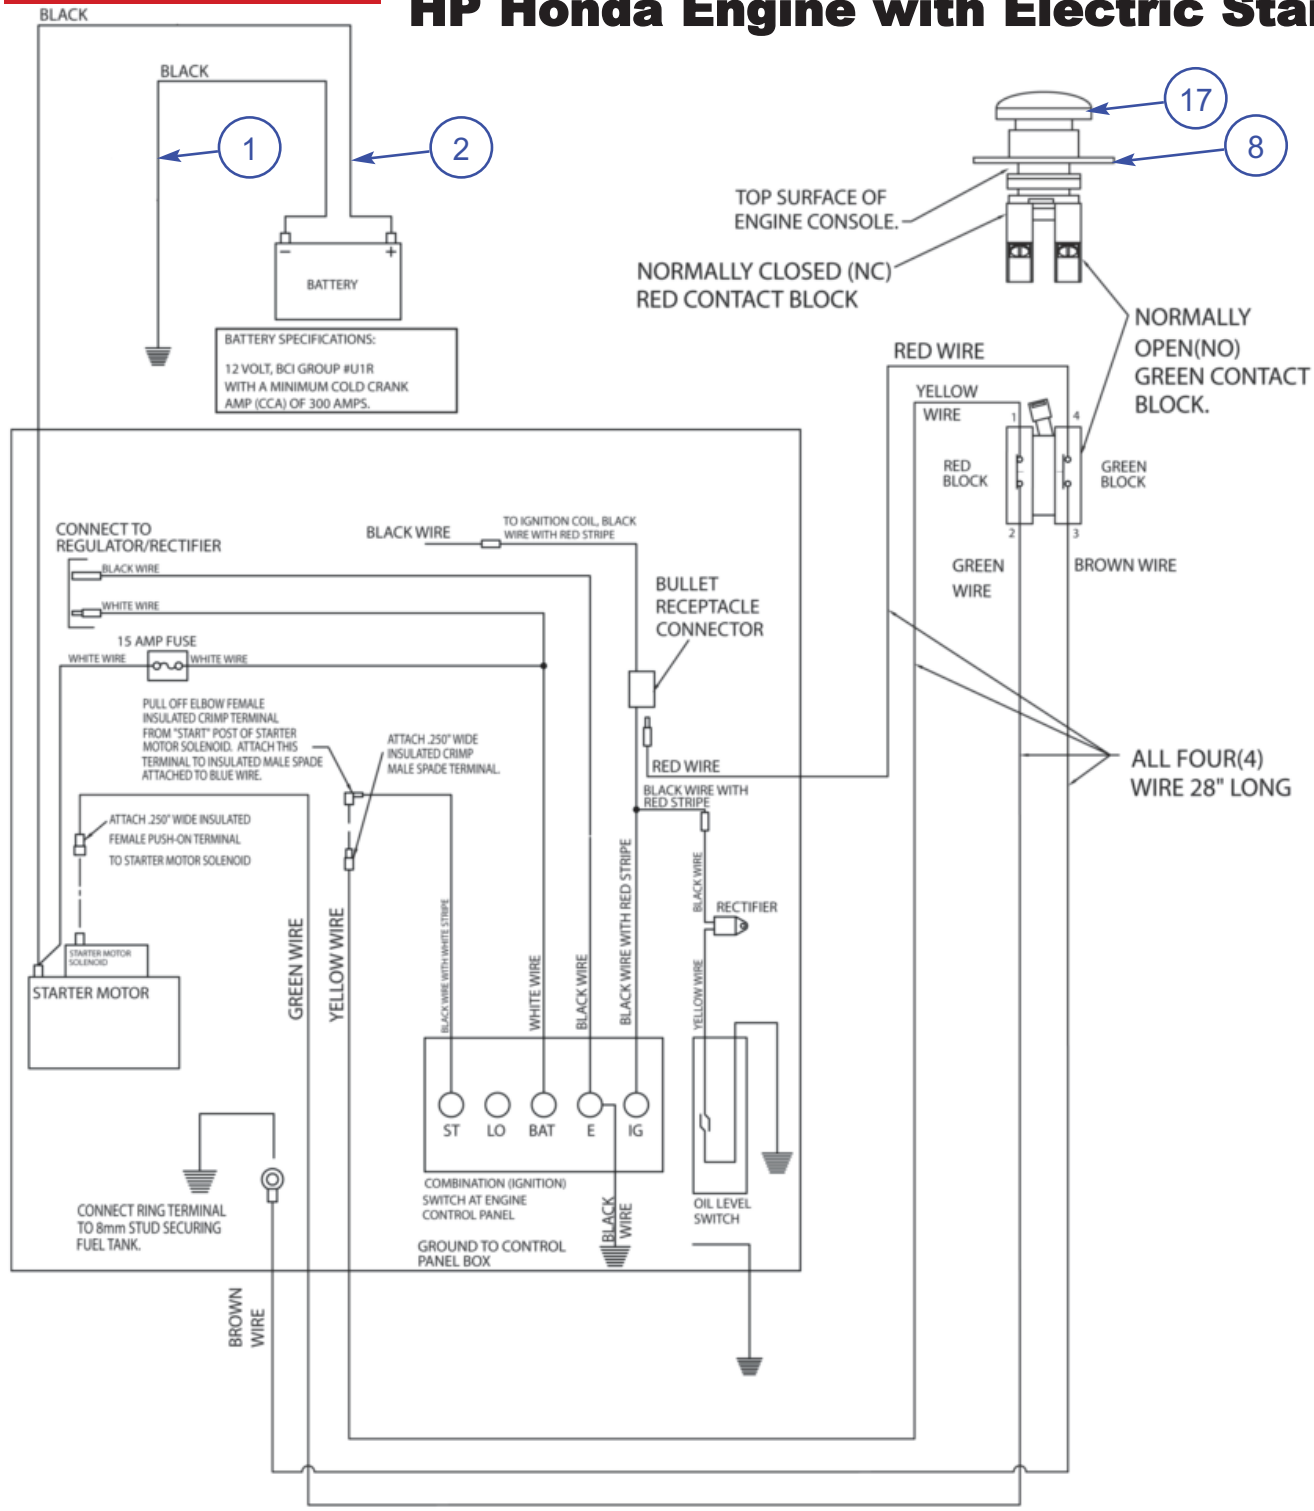 HP Honda Engine with Electric
BLACK
BLACK
1
2
17
8
TOP SURFACE OF
ENGINE CONSOLE.
NORMALLY CLOSED (NC)
RED CONTACT BLOCK
−
+
BATTERY
BATTERY SPECIFICATIONS:
12 VOLT, BCI GROUP #U1R
WITH A MINIMUM COLD CRANK
AMP (CCA) OF 300 AMPS.
NORMALLY
OPEN(NO)
GREEN CONTACT
BLOCK.
RED WIRE
YELLOW
WIRE
1
4
RED
BLOCK
GREEN
BLOCK
2
3
GREEN
WIRE
BROWN WIRE
CONNECT TO
REGULATOR/RECTIFIER
BLACK WIRE
TO IGNITION COIL, BLACK
WIRE WITH RED STRIPE
BLACK WIRE
WHITE WIRE
BULLET
RECEPTACLE
CONNECTOR
15 AMP FUSE
WHITE WIRE
WHITE WIRE
PULL OFF ELBOW FEMALE
INSULATED CRIMP TERMINAL
FROM "START" POST OF STARTER
MOTOR SOLENOID. ATTACH THIS
TERMINAL TO INSULATED MALE SPADE
ATTACHED TO BLUE WIRE.
ATTACH .250" WIDE
INSULATED CRIMP
MALE SPADE TERMINAL.
RED WIRE
BLACK WIRE WITH
RED STRIPE
ALL FOUR(4)
WIRE 28" LONG
ATTACH .250" WIDE INSULATED
FEMALE PUSH-ON TERMINAL
TO STARTER MOTOR SOLENOID
STARTER MOTOR
SOLENOID
STARTER MOTOR
GREEN WIRE
YELLOW WIRE
BLACK WIRE WITH WHITE STRIPE
WHITE WIRE
BLACK WIRE
BLACK WIRE WITH RED STRIPE
BLACK WIRE
RECTIFIER
YELLOW WIRE
ST
LO
BAT
E
IG
COMBINATION (IGNITION)
SWITCH AT ENGINE
CONTROL PANEL
BLACK
WIRE
OIL LEVEL
SWITCH
CONNECT RING TERMINAL
TO 8mm STUD SECURING
FUEL TANK.
GROUND TO CONTROL
PANEL BOX
BROWN
WIRE